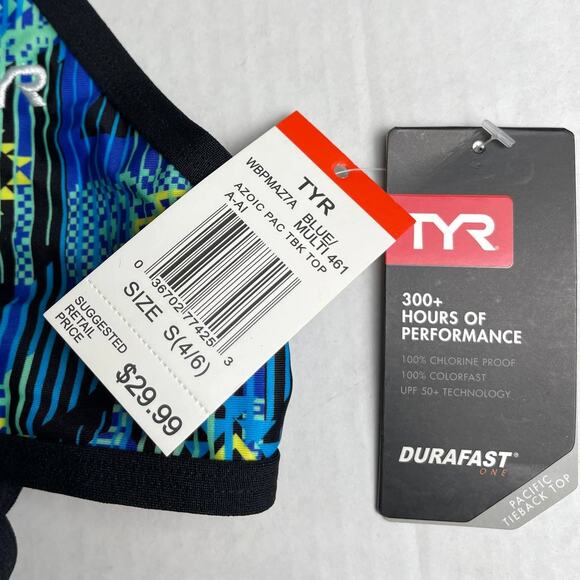 YR
TYR
WBPMAZ7A BLUE/
MULTI 461
AZOIC PAC TBK TOP
A-AI
0 36702 77425 3
SIZE S(4/6)
SUGGESTED
RETAIL
PRICE
$29.99
TYR
300+
HOURS OF
PERFORMANCE
100% CHLORINE PROOF
100% COLORFAST
UPF 50+ TECHNOLOGY
DURAFAST®
ONE
PACIFIC
TIEBACK TOP